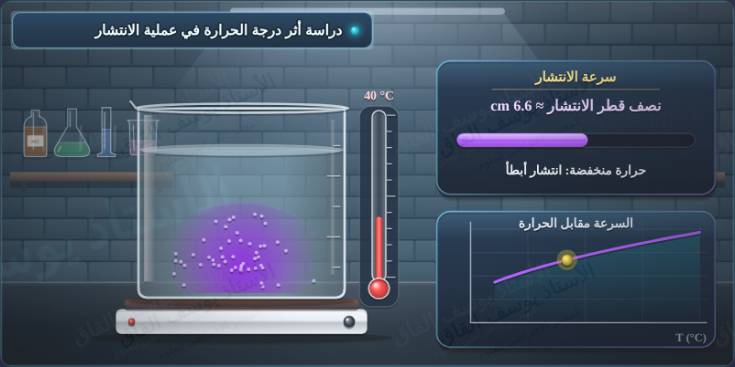 دراسة أثر درجة الحرارة في عملية الانتشار
40 °C
سرعة الانتشار
نصف قطر الانتشار ≈ 6.6 cm
حرارة منخفضة: انتشار أبطأ
السرعة مقابل الحرارة
T (°C)